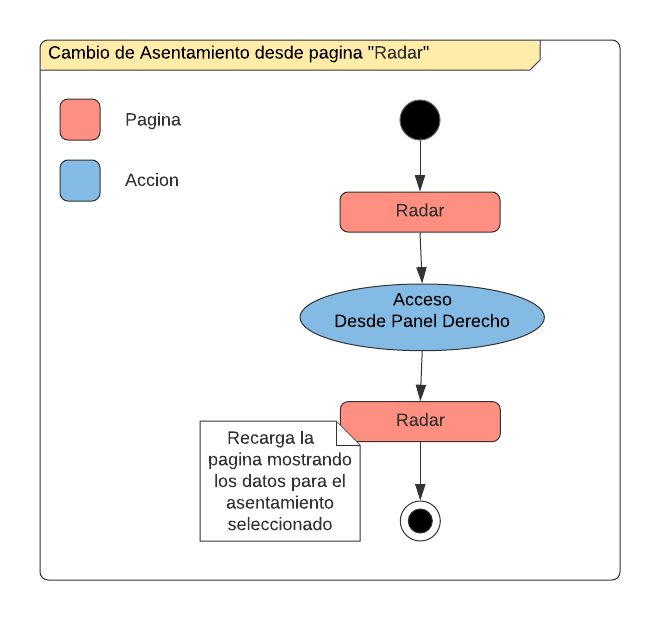 Cambio de Asentamiento desde pagina "Radar"
Pagina
Accion
Radar
Acceso
Desde Panel Derecho
Radar
Recarga la
pagina mostrando
los datos para el
asentamiento
seleccionado